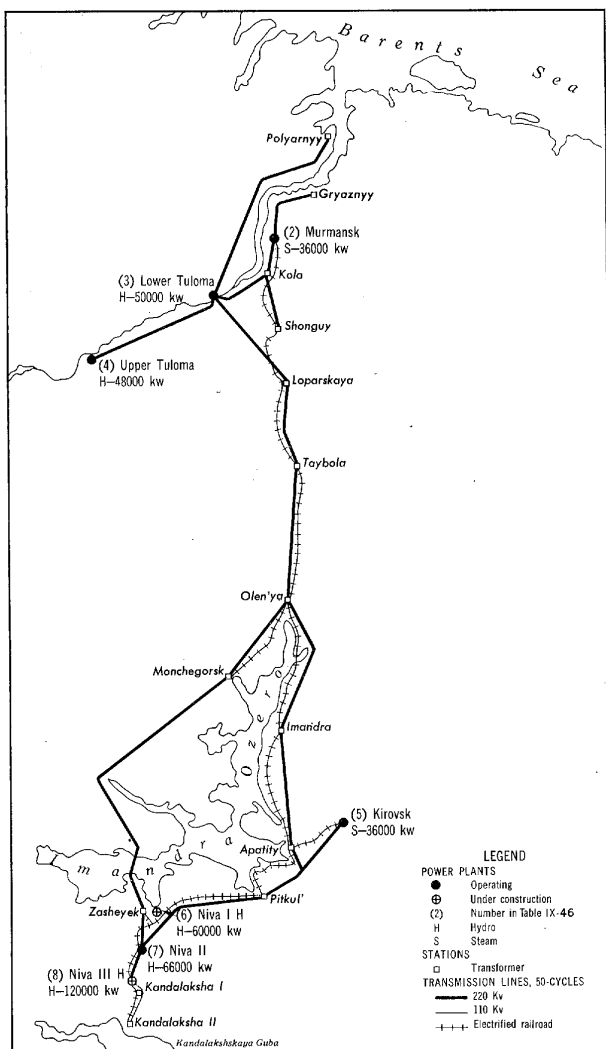 Barents
Sea
Polyarnyy
Gryaznyy
(2) Murmansk
S—36000 kw
(3) Lower Tuloma
H—50000 kw
Kola
Shonguy
(4) Upper Tuloma
H—48000 kw
Loparskaya
Taybola
Olen'ya
Monchegorsk
Ozero
Imandra
(5) Kirovsk
S—36000 kw
Apatity
Imandra
Pitkul'
Zasheyek
(6) Niva I H
H—60000 kw
(7) Niva II
H—66000 kw
(8) Niva III H
H—120000 kw
Kandalaksha I
Kandalaksha II
Kandalakshskaya Guba
LEGEND
POWER PLANTS
Operating
Under construction
(2) Number in Table IX-46
H Hydro
S Steam
STATIONS
Transformer
TRANSMISSION LINES, 50-CYCLES
220 Kv
110 Kv
Electrified railroad